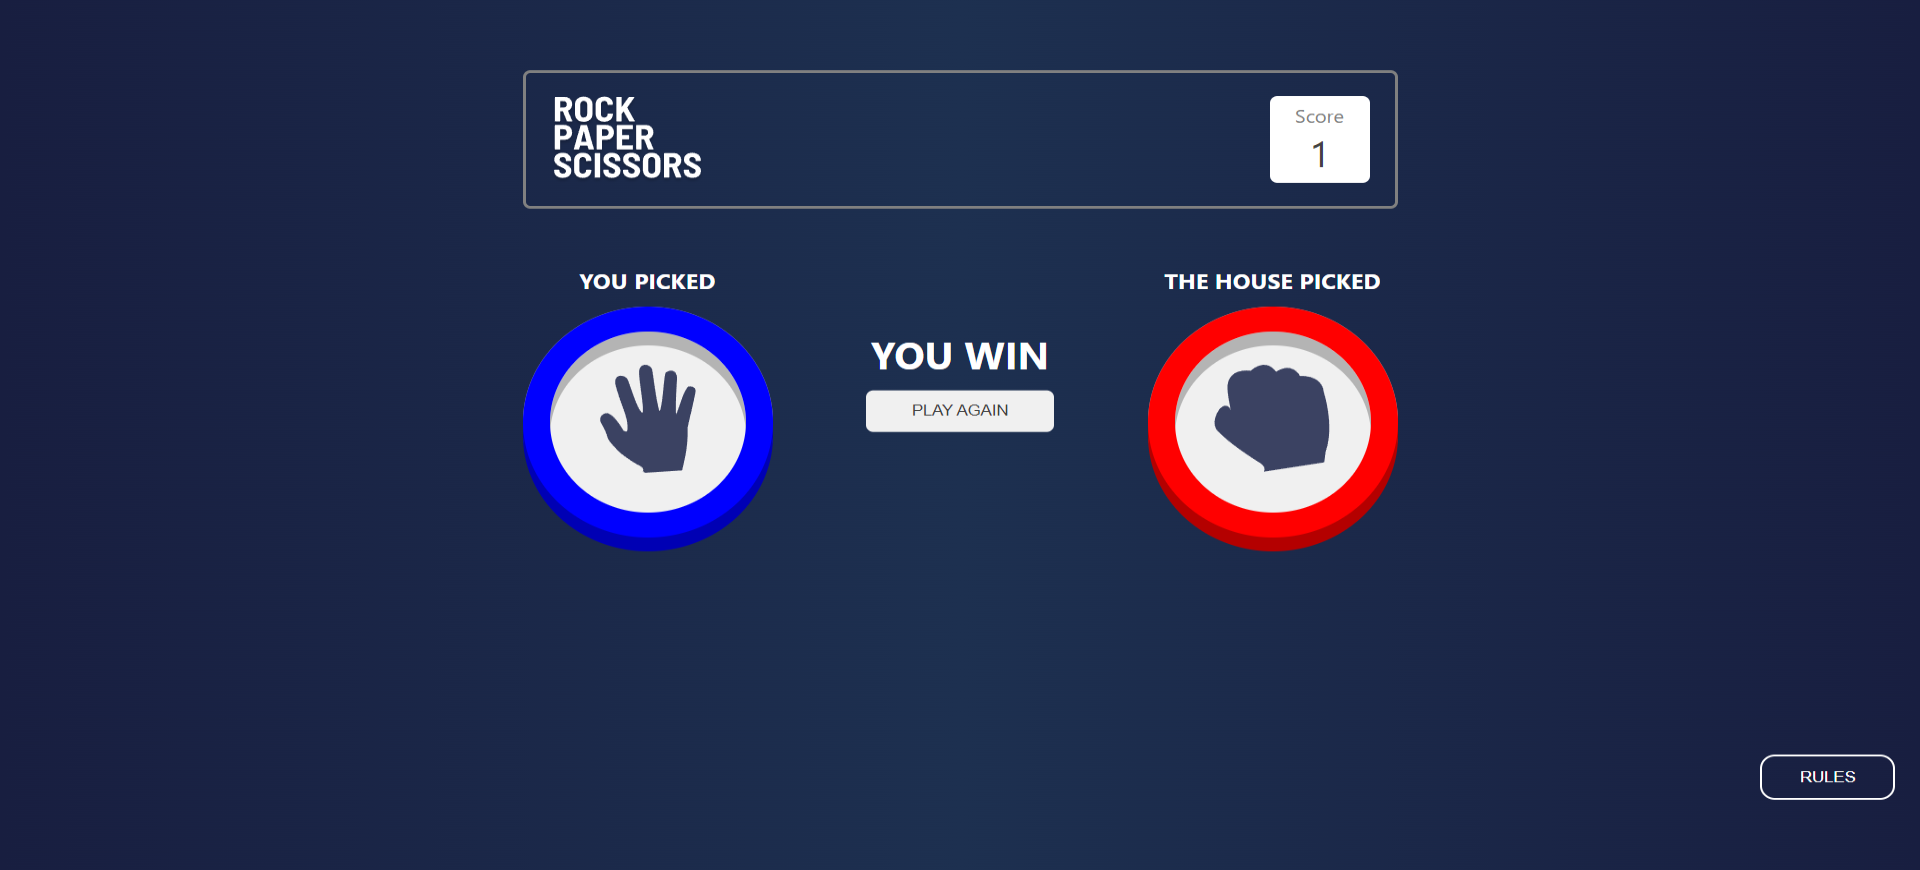 ROCK
PAPER
SCISSORS
Score
1
YOU PICKED
THE HOUSE PICKED
YOU WIN
PLAY AGAIN
RULES